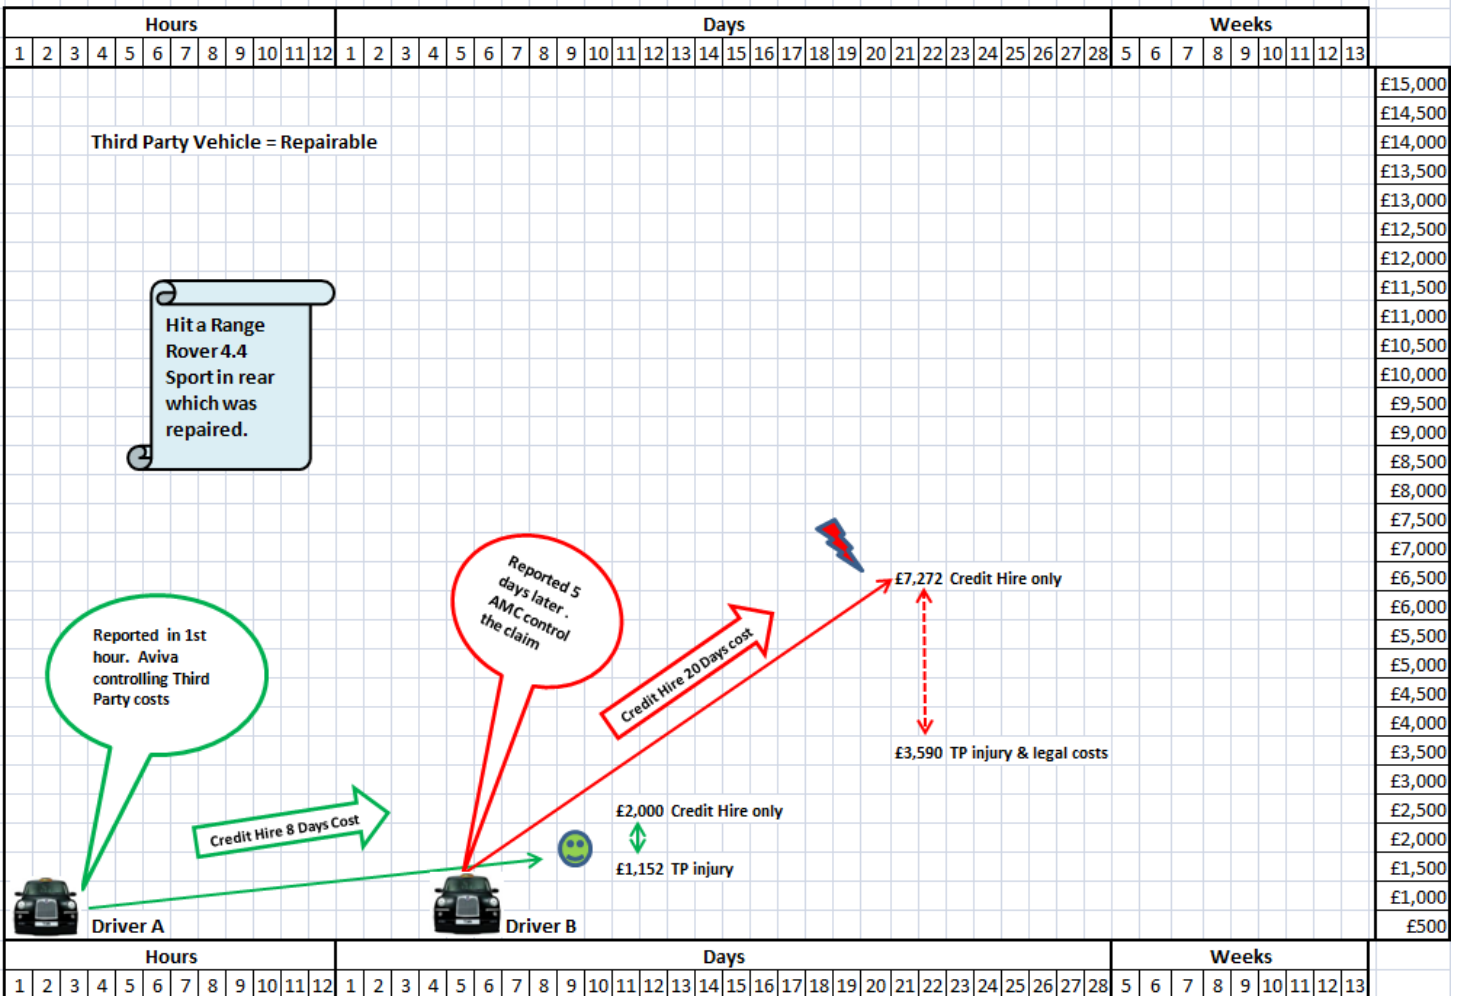 Hours Days Weeks
1 2 3 4 5 6 7 8 9 10 11 12 1 2 3 4 5 6 7 8 9 10 11 12 13 14 15 16 17 18 19 20 21 22 23 24 25 26 27 28 5 6 7 8 9 10 11 12 13
£15,000
£14,500
Third Party Vehicle = Repairable £14,000
£13,500
£13,000
£12,500
£12,000
£11,500
£11,000
£10,500
£10,000
£9,500
£9,000
£8,500
£8,000
£7,500
£7,000
£6,500
£6,000
£5,500
£5,000
£4,500
£4,000
£3,500
£3,000
£2,500
£2,000
£1,500
£1,000
£500
Hit a Range
Rover 4.4
Sport in rear
which was
repaired.
Reported in 1st
hour. Aviva
controlling Third
Party costs
Credit Hire 8 Days Cost
Driver A
Reported 5
days later .
AMC control
the claim
Credit Hire 20 Days cost
£7,272 Credit Hire only
£3,590 TP injury & legal costs
£2,000 Credit Hire only
£1,152 TP injury
Driver B
Hours Days Weeks
1 2 3 4 5 6 7 8 9 10 11 12 1 2 3 4 5 6 7 8 9 10 11 12 13 14 15 16 17 18 19 20 21 22 23 24 25 26 27 28 5 6 7 8 9 10 11 12 13